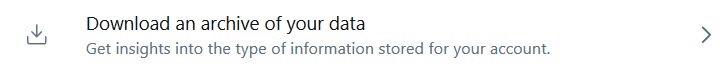 Download an archive of your data
Get insights into the type of information stored for your account.